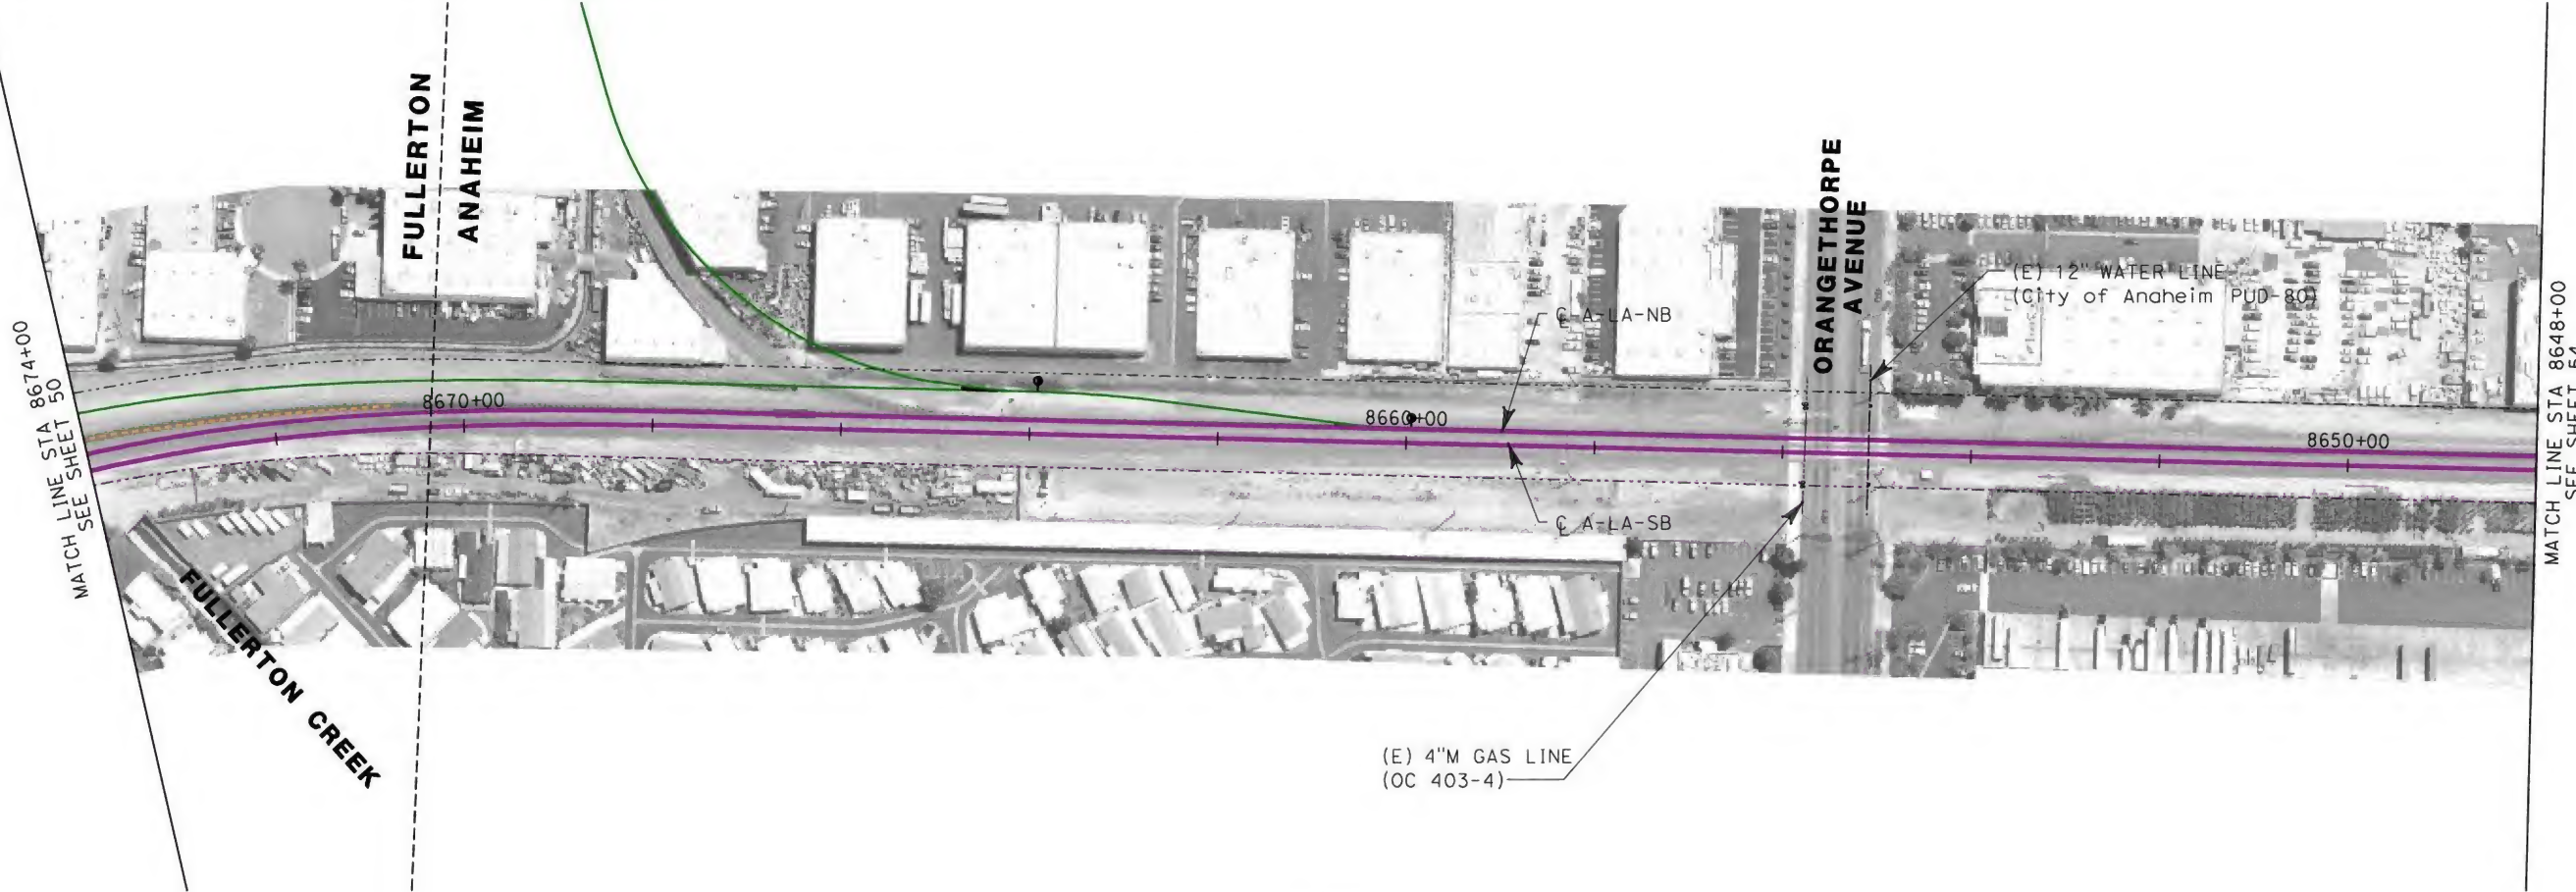 FULLERTON
ANAHEIM
ORANGETHORPE
AVENUE
(E) 12" WATER LINE
(City of Anaheim PUD-80)
℄ A-LA-NB
MATCH LINE STA 8674+00
SEE SHEET 50
8670+00
8660+00
8650+00
MATCH LINE STA 8648+00
℄ A-LA-SB
FULLERTON CREEK
(E) 4"M GAS LINE
(OC 403-4)